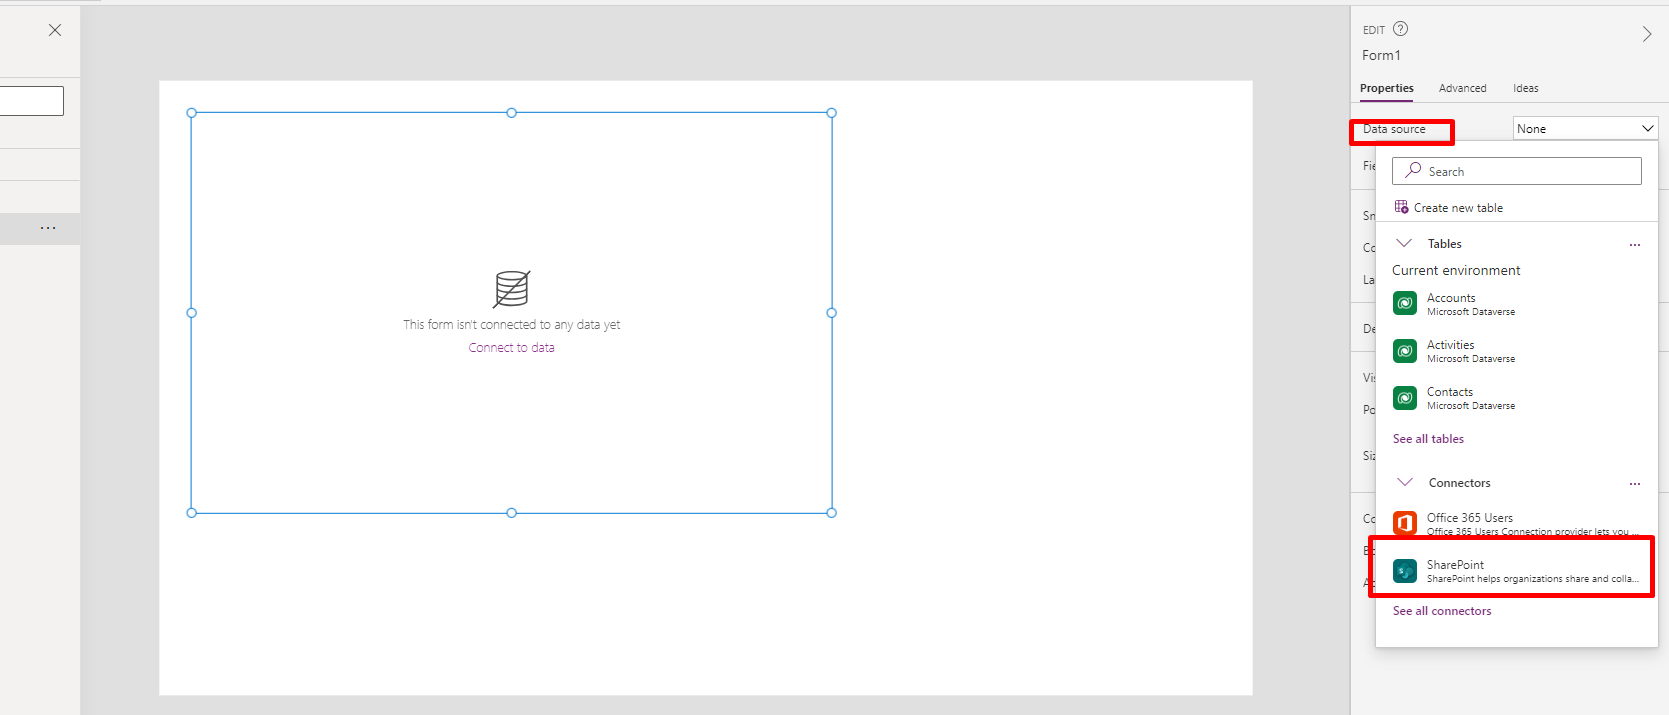 EDIT
Form1
Properties Advanced Ideas
Data source None
Search
Create new table
Tables
Current environment
Accounts
Microsoft Dataverse
Activities
Microsoft Dataverse
Contacts
Microsoft Dataverse
See all tables
Connectors
Office 365 Users
Office 365 Users Connection provider lets you ...
SharePoint
SharePoint helps organizations share and colla...
See all connectors
This form isn't connected to any data yet
Connect to data